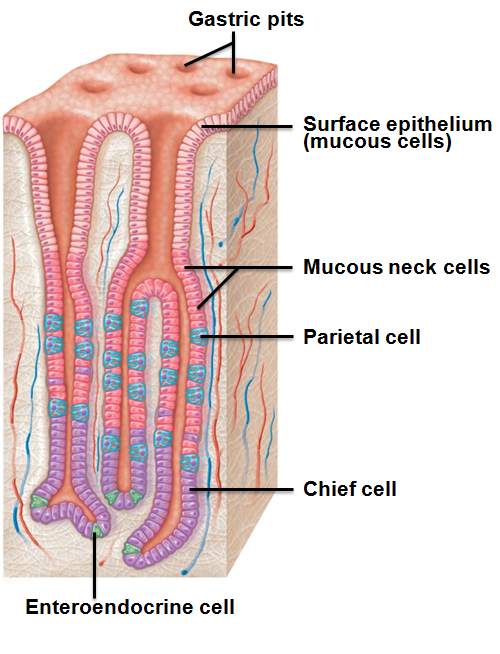 Gastric pits
Surface epithelium
(mucous cells)
Mucous neck cells
Parietal cell
Chief cell
Enteroendocrine cell